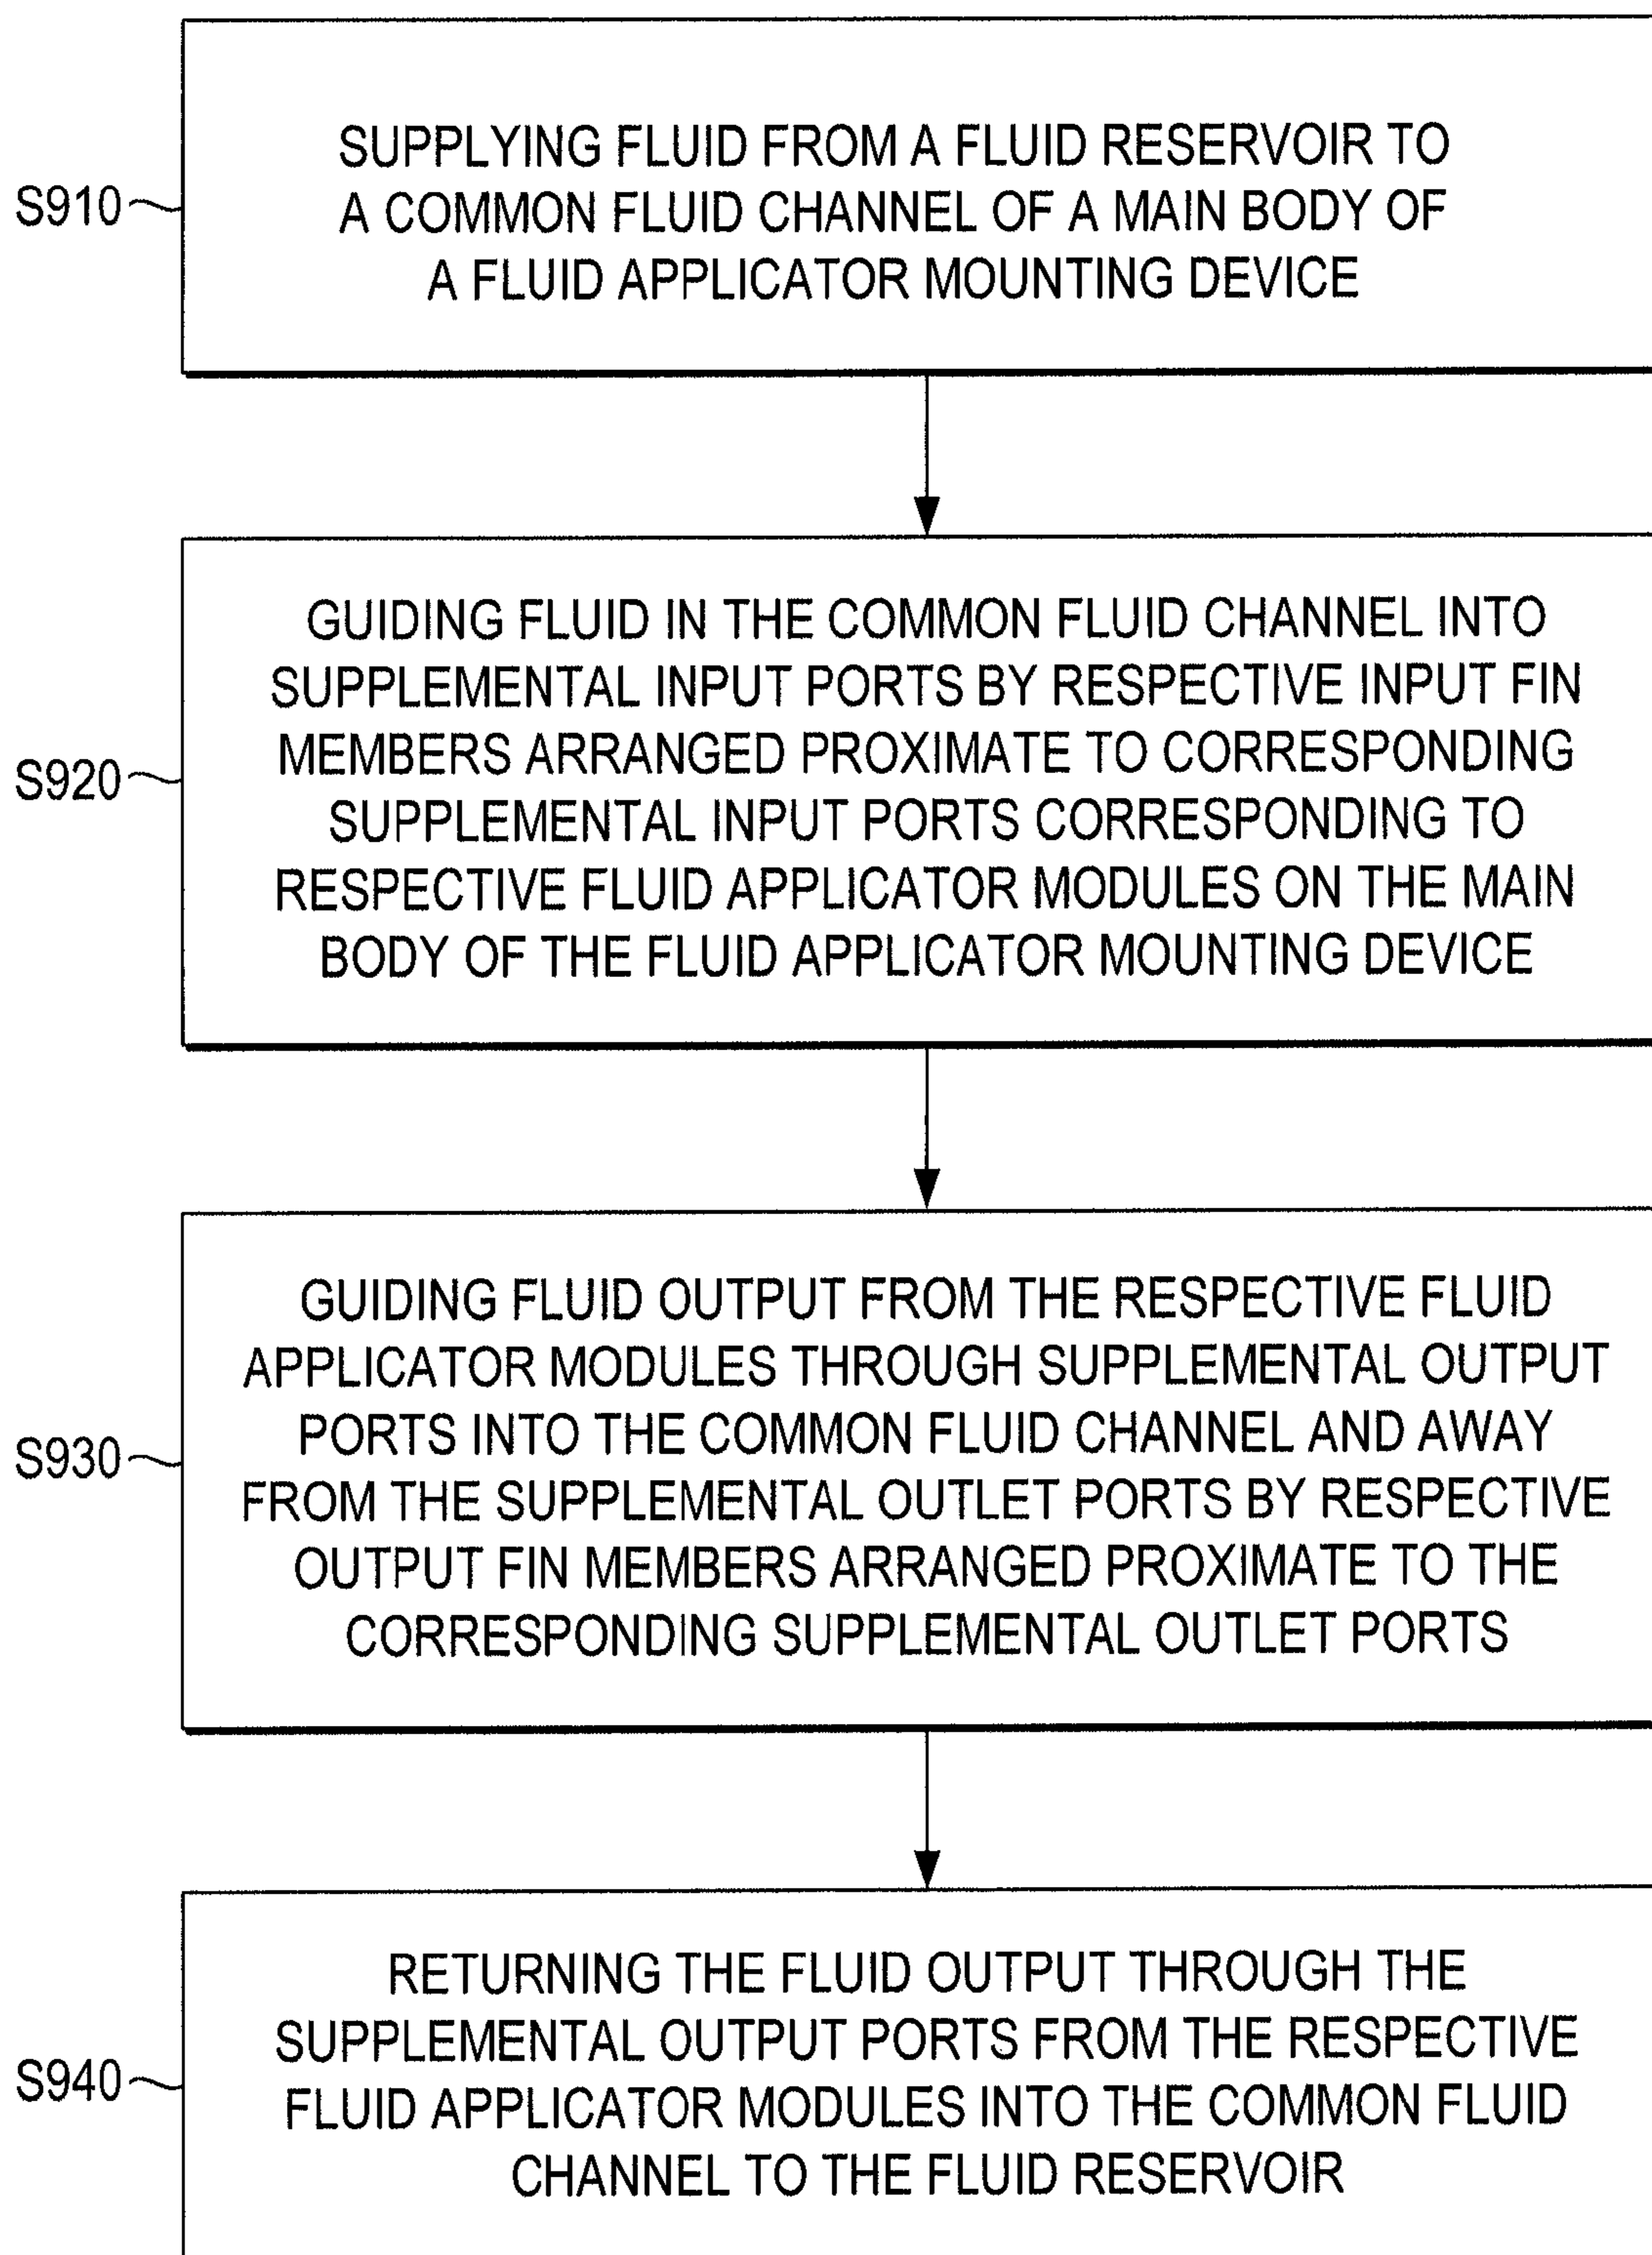 S910
SUPPLYING FLUID FROM A FLUID RESERVOIR TO
A COMMON FLUID CHANNEL OF A MAIN BODY OF
A FLUID APPLICATOR MOUNTING DEVICE
S920
GUIDING FLUID IN THE COMMON FLUID CHANNEL INTO
SUPPLEMENTAL INPUT PORTS BY RESPECTIVE INPUT FIN
MEMBERS ARRANGED PROXIMATE TO CORRESPONDING
SUPPLEMENTAL INPUT PORTS CORRESPONDING TO
RESPECTIVE FLUID APPLICATOR MODULES ON THE MAIN
BODY OF THE FLUID APPLICATOR MOUNTING DEVICE
S930
GUIDING FLUID OUTPUT FROM THE RESPECTIVE FLUID
APPLICATOR MODULES THROUGH SUPPLEMENTAL OUTPUT
PORTS INTO THE COMMON FLUID CHANNEL AND AWAY
FROM THE SUPPLEMENTAL OUTLET PORTS BY RESPECTIVE
OUTPUT FIN MEMBERS ARRANGED PROXIMATE TO THE
CORRESPONDING SUPPLEMENTAL OUTLET PORTS
S940
RETURNING THE FLUID OUTPUT THROUGH THE
SUPPLEMENTAL OUTPUT PORTS FROM THE RESPECTIVE
FLUID APPLICATOR MODULES INTO THE COMMON FLUID
CHANNEL TO THE FLUID RESERVOIR